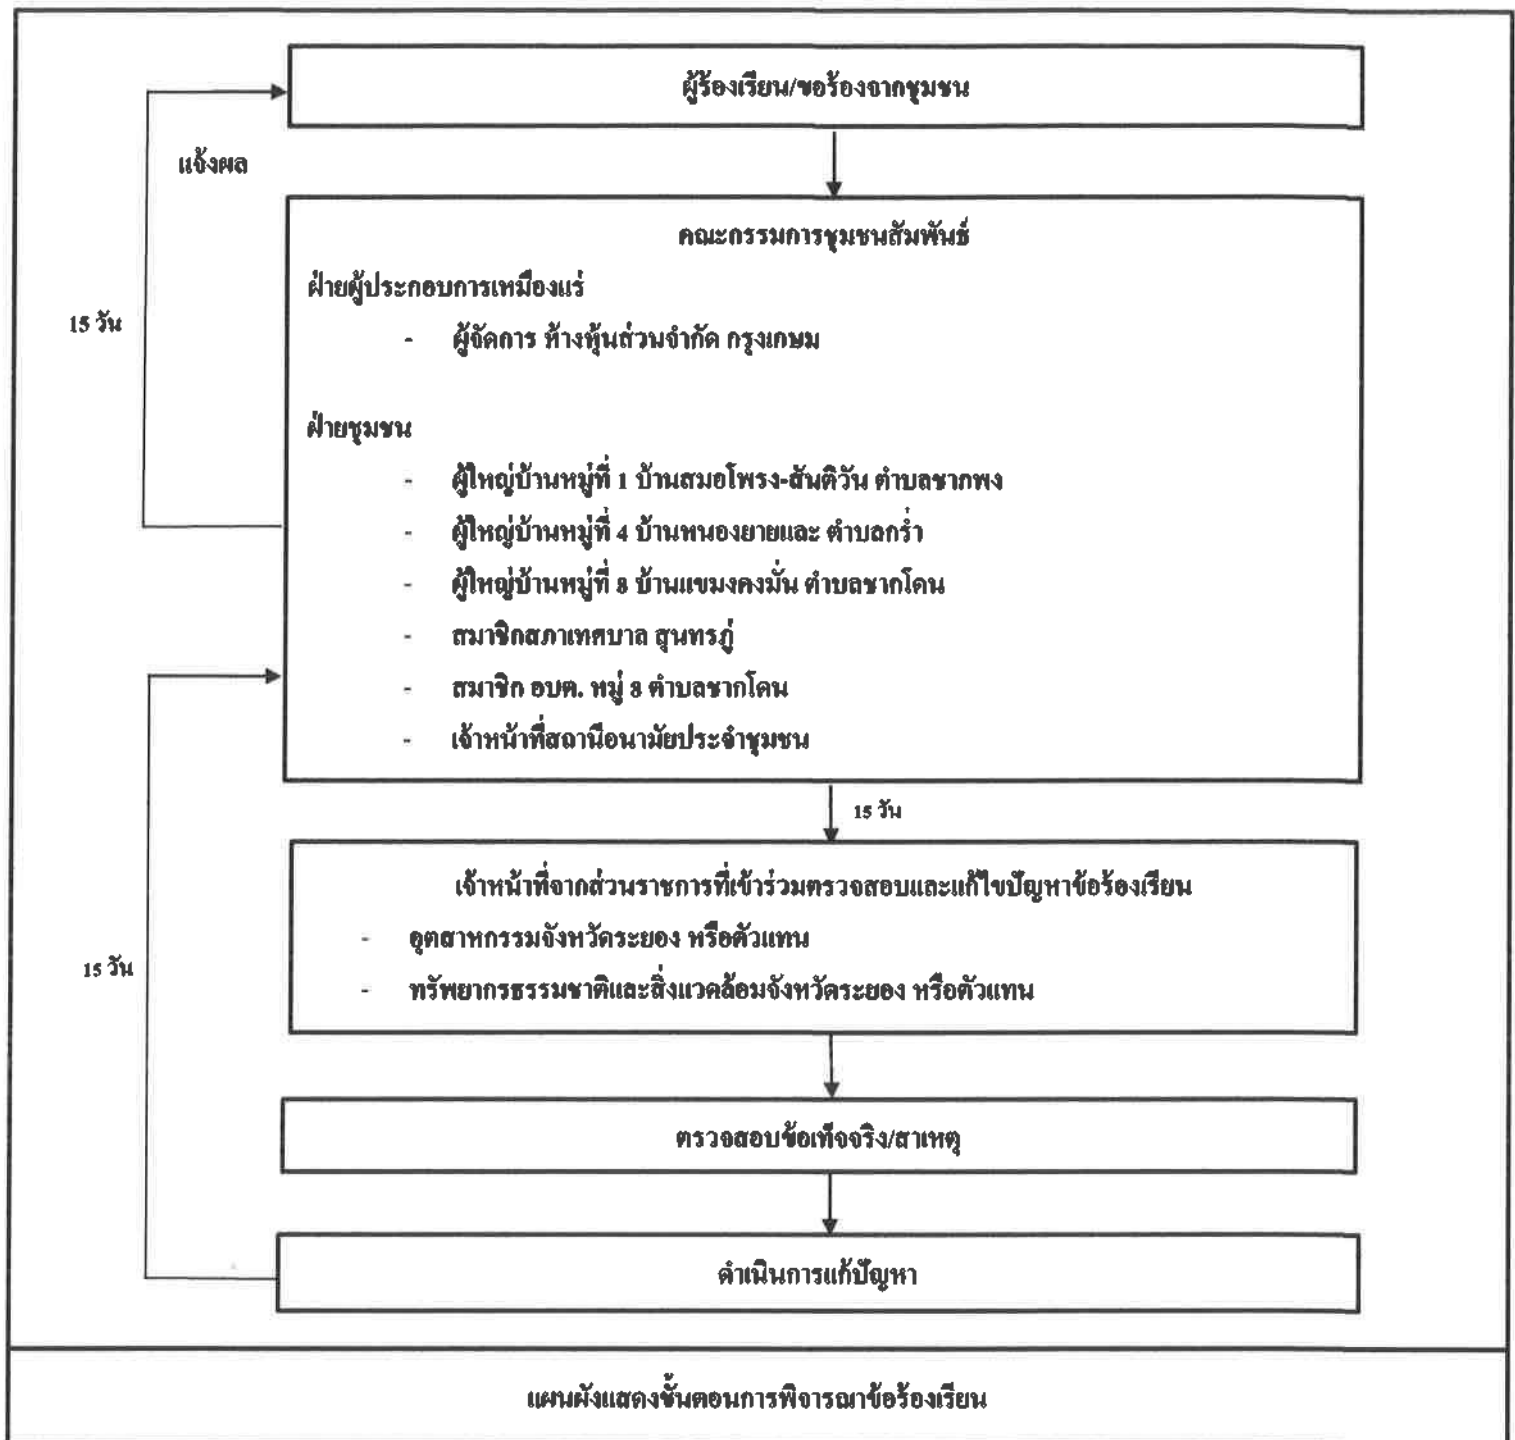 ผู้ร้องเรียน/ขอร้องจากชุมชน
แจ้งผล
คณะกรรมการชุมชนสัมพันธ์
ฝ่ายผู้ประกอบการเหมืองแร่
15 วัน
- ผู้จัดการ ห้างหุ้นส่วนจำกัด กรุงเกษม
ฝ่ายชุมชน
- ผู้ใหญ่บ้านหมู่ที่ 1 บ้านสมอโพรง-สันติวัน ตำบลชากพง
- ผู้ใหญ่บ้านหมู่ที่ 4 บ้านหนองยายและ ตำบลกร่ำ
- ผู้ใหญ่บ้านหมู่ที่ 8 บ้านแขมงคงมั่น ตำบลชากโดน
- สมาชิกสภาเทศบาล สุนทรภู่
- สมาชิก อบต. หมู่ 8 ตำบลชากโดน
- เจ้าหน้าที่สถานีอนามัยประจำชุมชน
15 วัน
เจ้าหน้าที่จากส่วนราชการที่เข้าร่วมตรวจสอบและแก้ไขปัญหาข้อร้องเรียน
- อุตสาหกรรมจังหวัดระยอง หรือตัวแทน
15 วัน
- ทรัพยากรธรรมชาติและสิ่งแวดล้อมจังหวัดระยอง หรือตัวแทน
ตรวจสอบข้อเท็จจริง/สาเหตุ
ดำเนินการแก้ปัญหา
แผนผังแสดงขั้นตอนการพิจารณาข้อร้องเรียน